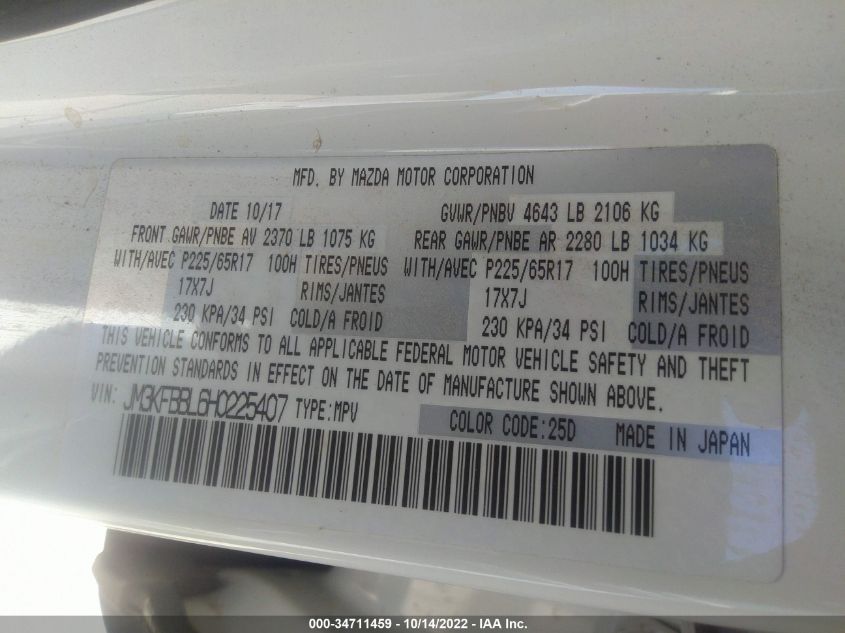 MFD. BY MAZDA MOTOR CORPORATION
DATE 10/17 GVWR/PNBV 4643 LB 2106 KG
FRONT GAWR/PNBE AV 2370 LB 1075 KG REAR GAWR/PNBE AR 2280 LB 1034 KG
WITH/AVEC P225/65R17 100H TIRES/PNEUS WITH/AVEC P225/65R17 100H TIRES/PNEUS
17X7J RIMS/JANTES 17X7J RIMS/JANTES
230 KPA/34 PSI COLD/A FROID 230 KPA/34 PSI COLD/A FROID
THIS VEHICLE CONFORMS TO ALL APPLICABLE FEDERAL MOTOR VEHICLE SAFETY AND THEFT
PREVENTION STANDARDS IN EFFECT ON THE DATE OF MANUFACTURE SHOWN ABOVE.
VIN: JM3KFBBL6H0225407 TYPE:MPV COLOR CODE:25D MADE IN JAPAN
000-34711459 - 10/14/2022 - IAA Inc.